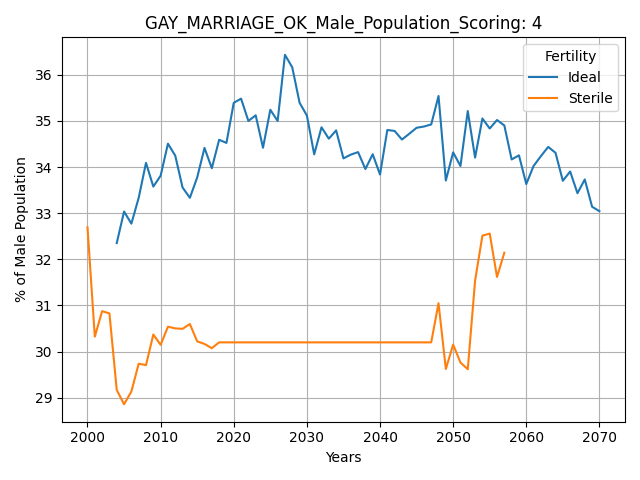 GAY_MARRIAGE_OK_Male_Population_Scoring: 4
Fertility
Ideal
Sterile
% of Male Population
36
35
34
33
32
31
30
29
2000 2010 2020 2030 2040 2050 2060 2070
Years